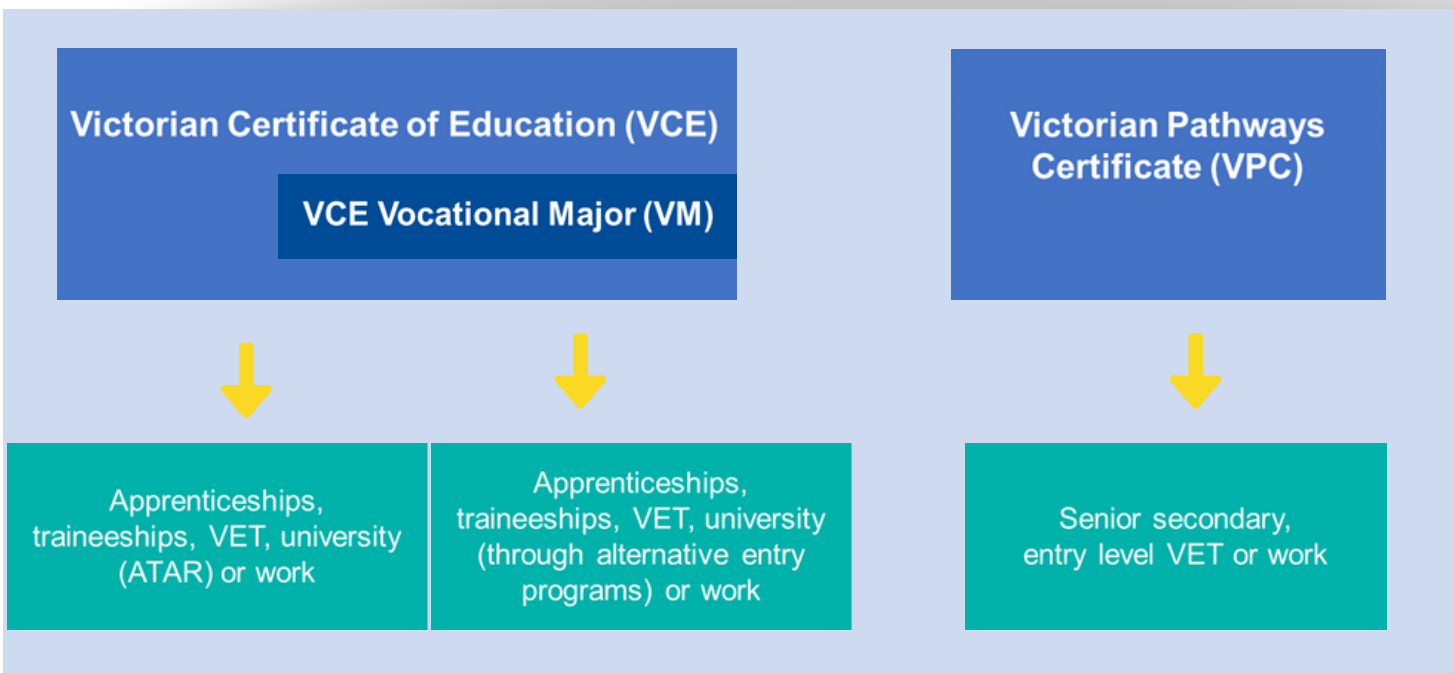 Victorian Certificate of Education (VCE)
VCE Vocational Major (VM)
Victorian Pathways
Certificate (VPC)
Apprenticeships,
traineeships, VET, university
(ATAR) or work
Apprenticeships,
traineeships, VET, university
(through alternative entry
programs) or work
Senior secondary,
entry level VET or work